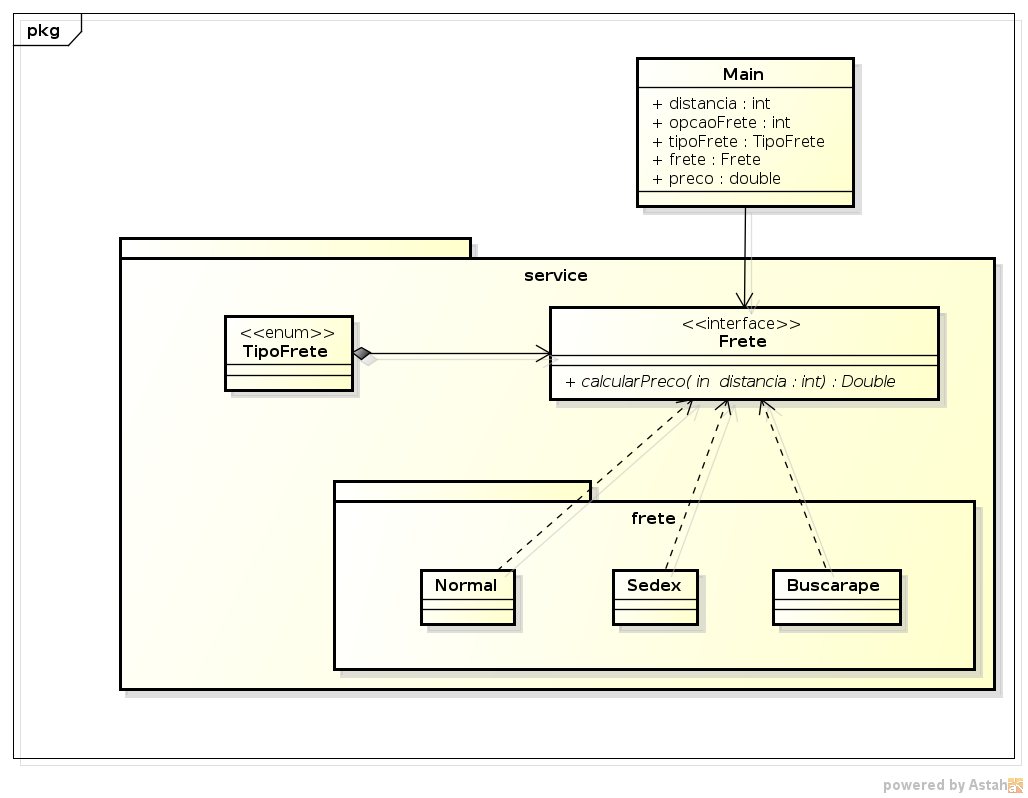 pkg
Main
+ distancia : int
+ opcaoFrete : int
+ tipoFrete : TipoFrete
+ frete : Frete
+ preco : double
service
<<enum>>
TipoFrete
<<interface>>
Frete
+ calcularPreco( in  distancia : int) : Double
frete
Normal
Sedex
Buscarape
powered by Astah